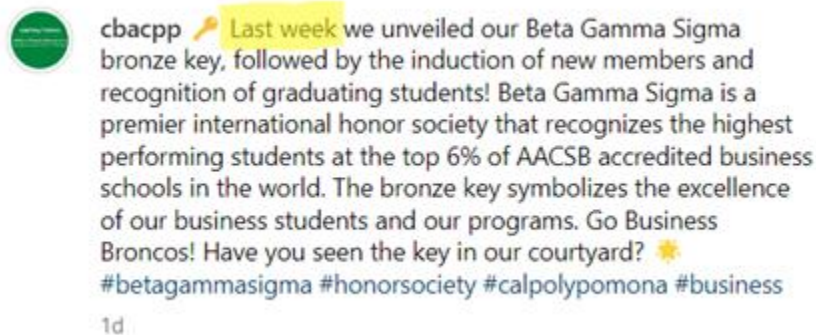 cbacpp 🔑 Last week we unveiled our Beta Gamma Sigma
bronze key, followed by the induction of new members and
recognition of graduating students! Beta Gamma Sigma is a
premier international honor society that recognizes the highest
performing students at the top 6% of AACSB accredited business
schools in the world. The bronze key symbolizes the excellence
of our business students and our programs. Go Business
Broncos! Have you seen the key in our courtyard? 🌟
#betagammasigma #honorsociety #calpolypomona #business
1d